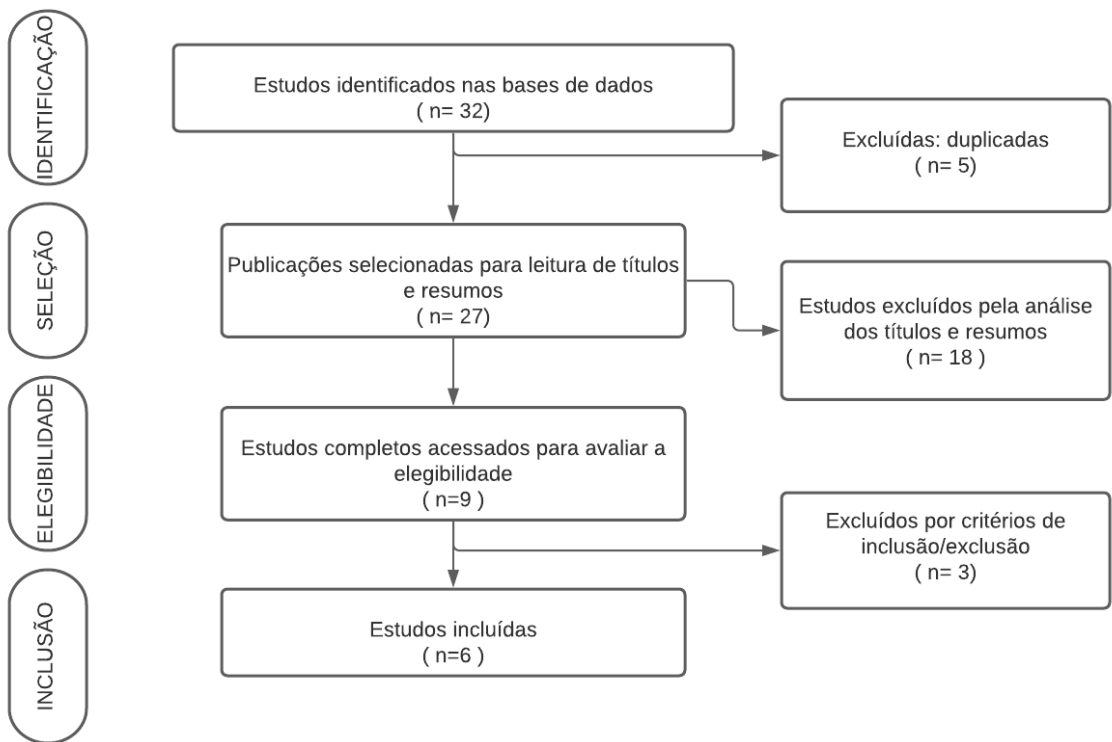 IDENTIFICAÇÃO
Estudos identificados nas bases de dados
( n= 32)
Excluídas: duplicadas
( n= 5)
SELEÇÃO
Publicações selecionadas para leitura de títulos
e resumos
( n= 27)
Estudos excluídos pela análise
dos títulos e resumos
( n= 18 )
ELEGIBILIDADE
Estudos completos acessados para avaliar a
elegibilidade
( n=9 )
Excluídos por critérios de
inclusão/exclusão
( n= 3)
INCLUSÃO
Estudos incluídas
( n=6 )